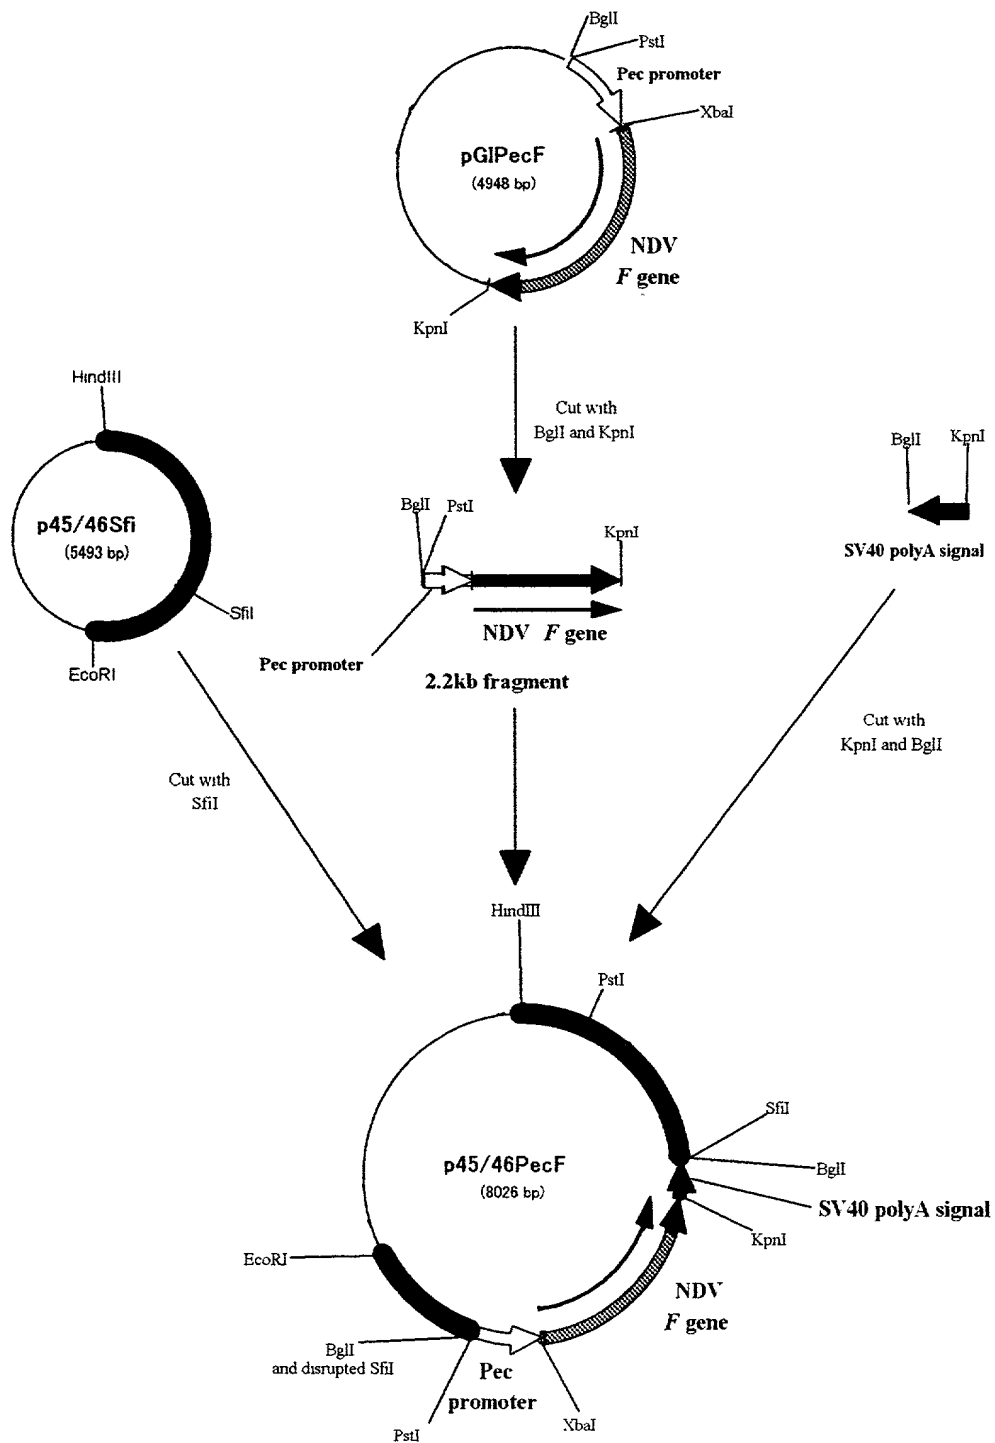 BglI
PstI
Pec promoter
XbaI
pGIPecF
(4948 bp)
NDV
F gene
KpnI
HindIII
Cut with
BglI and KpnI
BglI
KpnI
p45/46Sfi
(5493 bp)
BglI
PstI
KpnI
SV40 polyA signal
SfiI
NDV F gene
EcoRI
Pec promoter
2.2kb fragment
Cut with
KpnI and BglI
Cut with
SfiI
HindIII
PstI
SfiI
p45/46PecF
(8026 bp)
BglI
SV40 polyA signal
KpnI
EcoRI
NDV
F gene
BglI
and disrupted SfiI
Pec
promoter
PstI
XbaI